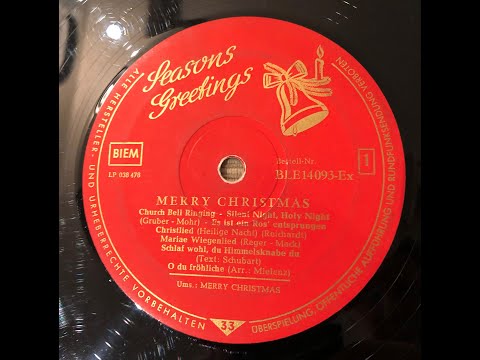 Seasons
Greetings
BIEM
LP 030 470
Bestell-Nr.
BLE14093-Ex
1
MERRY CHRISTMAS
Church Bell Ringing - Silent Night, Holy Night
(Gruber - Mohr) - Es ist ein Ros' entsprungen
Christlied (Heilige Nacht) (Reichardt)
Mariae Wiegenlied (Reger - Mack)
Schlaf wohl, du Himmelsknabe du
(Text: Schubart)
O du fröhliche (Arr.: Mielenz)
Ums.: MERRY CHRISTMAS
33
ALLE HERSTELLER- UND URHEBERRECHTE VORBEHALTEN
ÜBERSPIELUNG, ÖFFENTLICHE AUFFÜHRUNG UND RUNDFUNKSENDUNG VERBOTEN